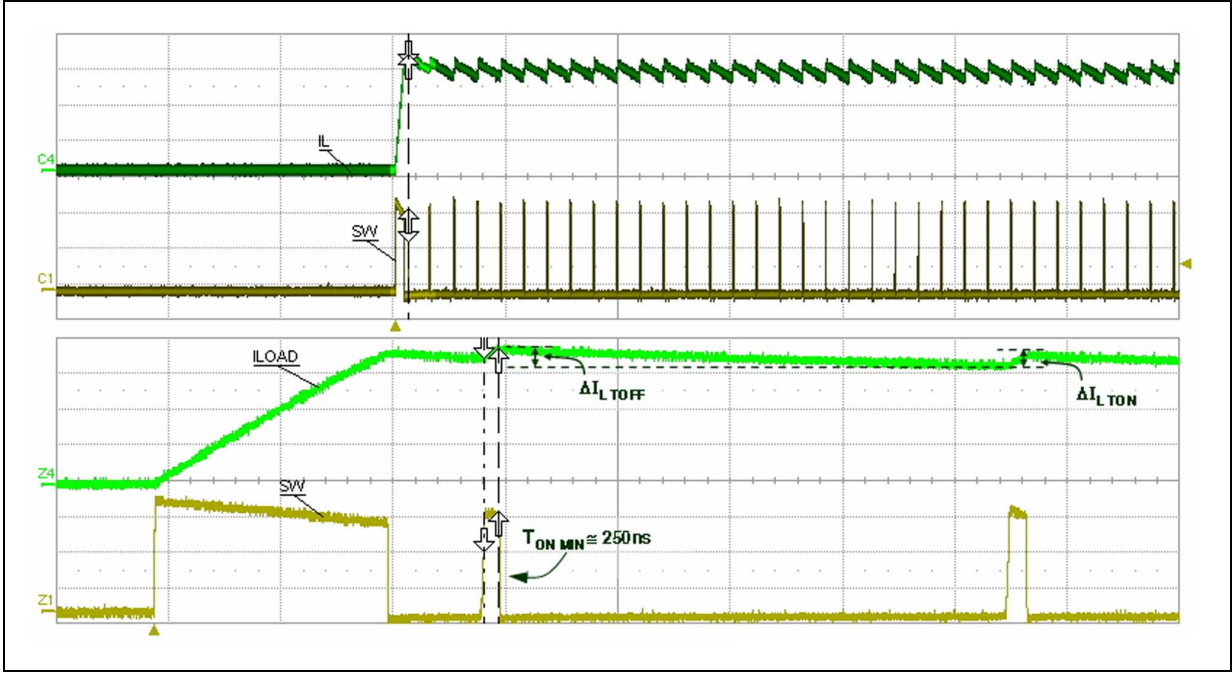 C4
IL
SW
C1
ILOAD
ΔIL TOFF
ΔIL TON
Z4
SW
TON MIN ≅ 250ns
Z1